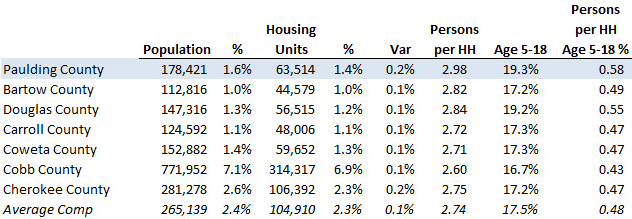 Persons
Housing Persons per HH
Population % Units % Var per HH Age 5-18 Age 5-18 %
Paulding County 178,421 1.6% 63,514 1.4% 0.2% 2.98 19.3% 0.58
Bartow County 112,816 1.0% 44,579 1.0% 0.1% 2.82 17.2% 0.49
Douglas County 147,316 1.3% 56,515 1.2% 0.1% 2.84 19.2% 0.55
Carroll County 124,592 1.1% 48,006 1.1% 0.1% 2.72 17.3% 0.47
Coweta County 152,882 1.4% 59,652 1.3% 0.1% 2.71 17.3% 0.47
Cobb County 771,952 7.1% 314,317 6.9% 0.1% 2.60 16.7% 0.43
Cherokee County 281,278 2.6% 106,392 2.3% 0.2% 2.75 17.2% 0.47
Average Comp 265,139 2.4% 104,910 2.3% 0.1% 2.74 17.5% 0.48